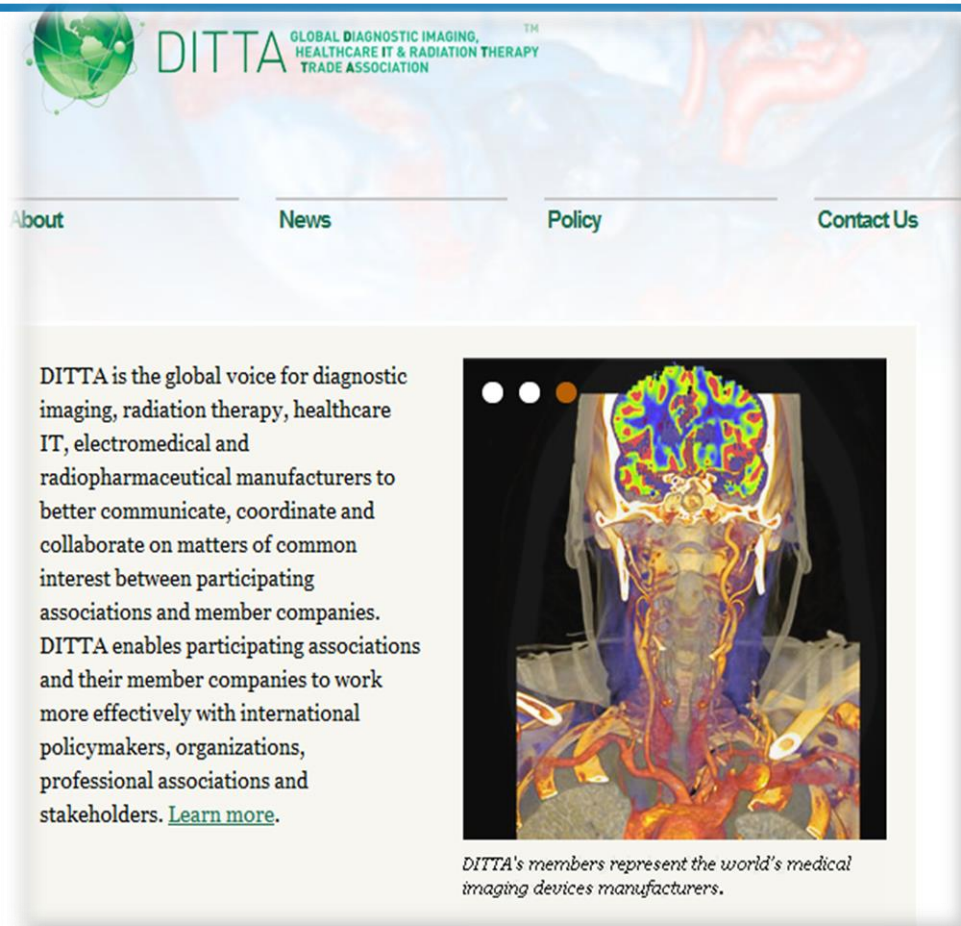 DITTA GLOBAL DIAGNOSTIC IMAGING, TM
HEALTHCARE IT & RADIATION THERAPY
TRADE ASSOCIATION
About News Policy Contact Us
DITTA is the global voice for diagnostic
imaging, radiation therapy, healthcare
IT, electromedical and
radiopharmaceutical manufacturers to
better communicate, coordinate and
collaborate on matters of common
interest between participating
associations and member companies.
DITTA enables participating associations
and their member companies to work
more effectively with international
policymakers, organizations,
professional associations and
stakeholders. Learn more.
DITTA's members represent the world's medical
imaging devices manufacturers.